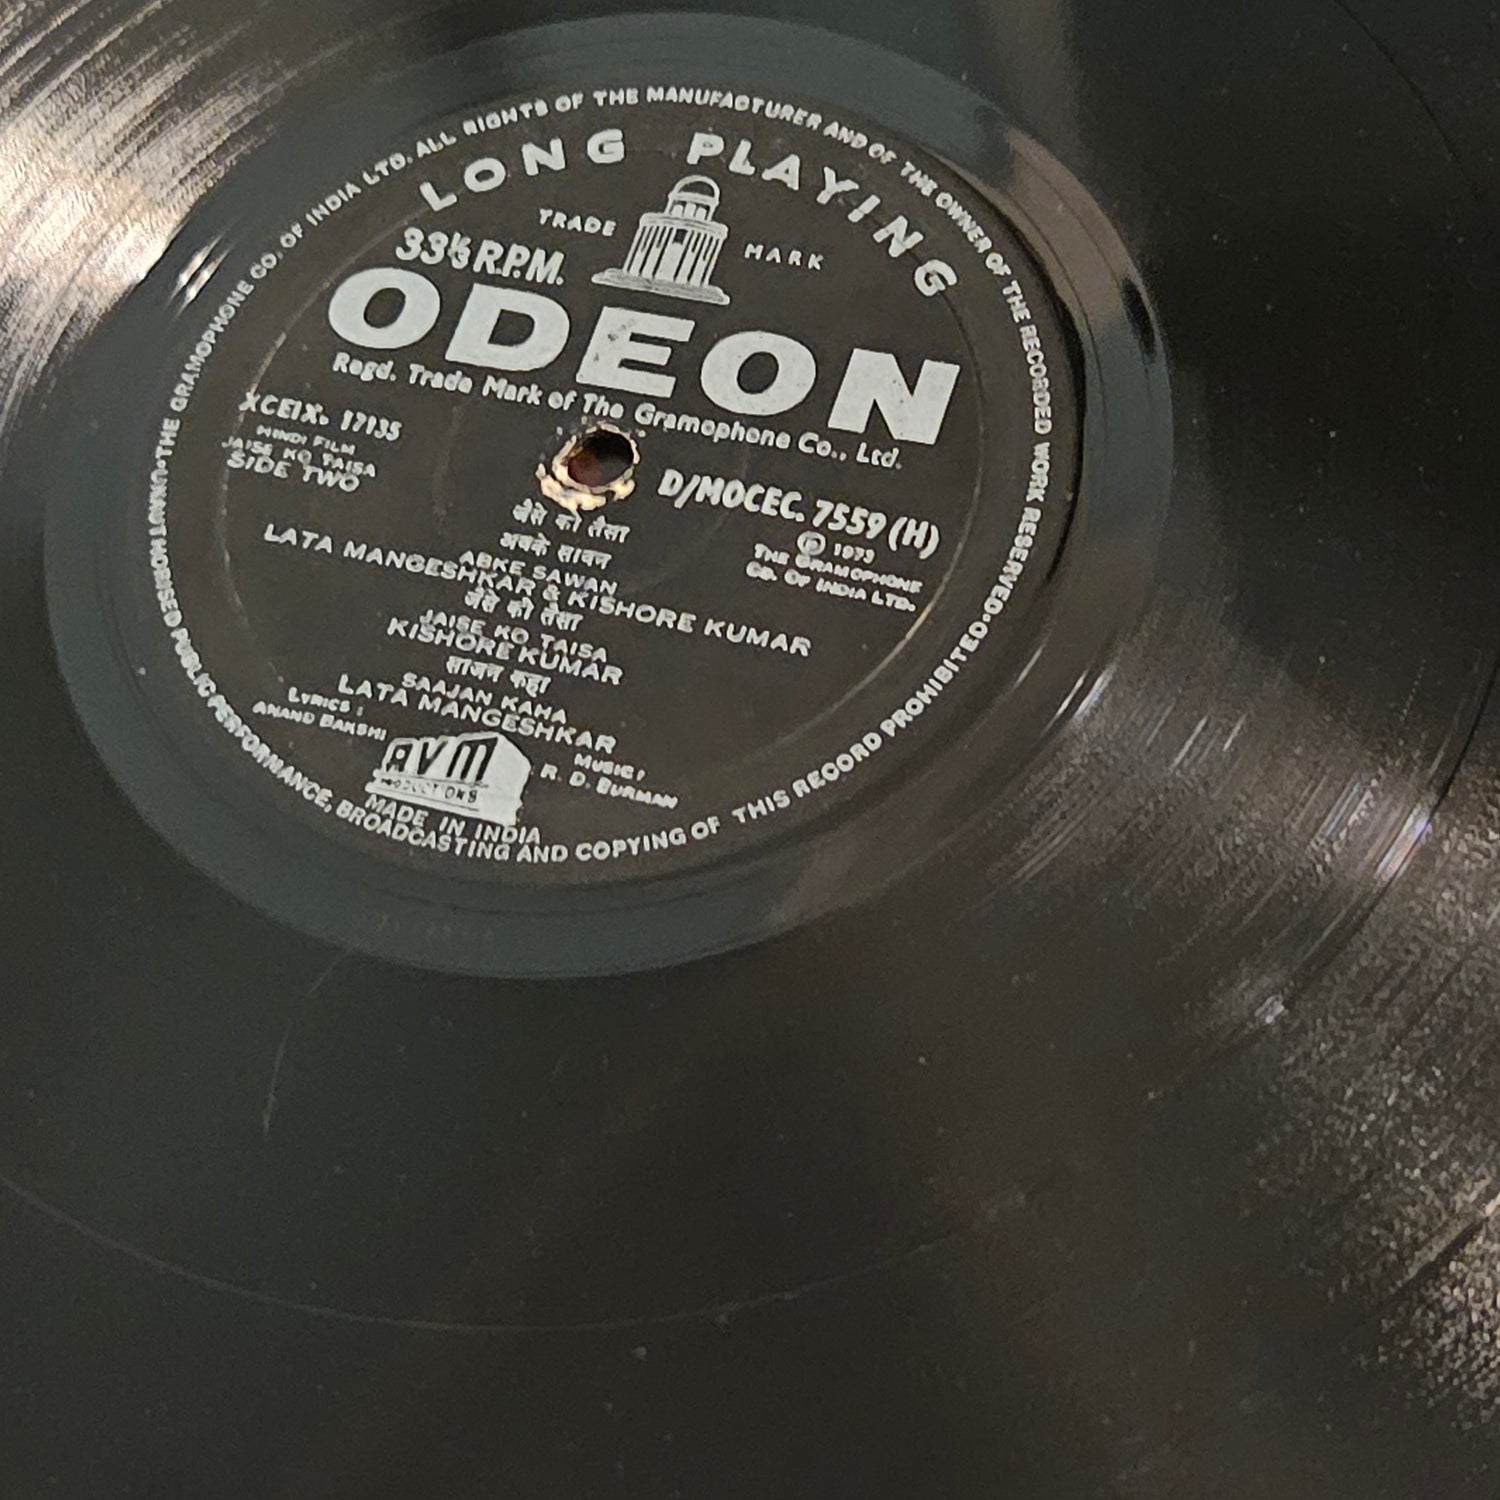 THE GRAMOPHONE CO. OF INDIA LTD. ALL RIGHTS OF THE MANUFACTURER AND OF THE OWNER OF THE RECORDED WORK RESERVED • UNAUTHORISED PUBLIC PERFORMANCE, BROADCASTING AND COPYING OF THIS RECORD PROHIBITED •
LONG PLAYING
TRADE MARK
33⅓ R.P.M.
ODEON
Regd. Trade Mark of The Gramophone Co., Ltd.
XCEIX. 17135
HINDI FILM
JAISE KO TAISA
SIDE TWO
D/MOCEC. 7559 (H)
Ⓟ 1973
THE GRAMOPHONE
CO. OF INDIA LTD.
जैसे को तैसा
अबके सावन
ABKE SAWAN
LATA MANGESHKAR & KISHORE KUMAR
जैसे को तैसा
JAISE KO TAISA
KISHORE KUMAR
साजन कहा
SAAJAN KAHA
LATA MANGESHKAR
LYRICS :
ANAND BAKSHI
MUSIC :
R. D. BURMAN
AVM
PRODUCTIONS
MADE IN INDIA